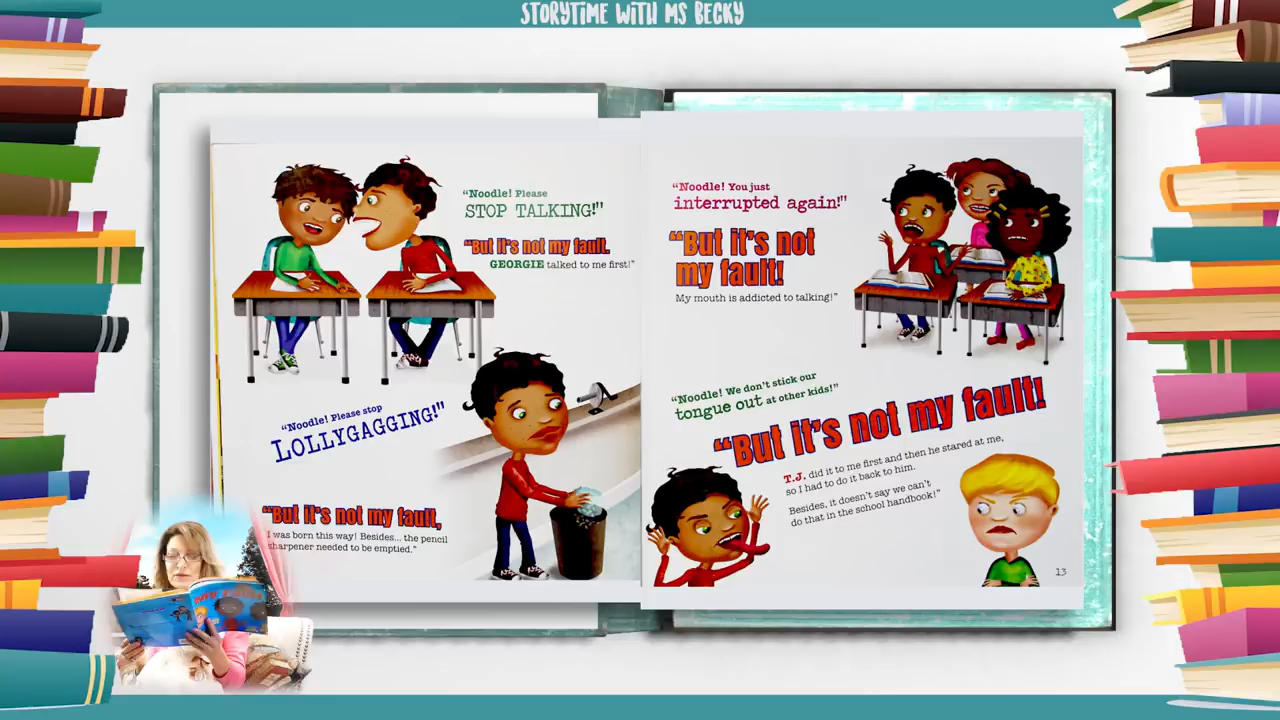 STORYTIME WITH MS BECKY
"Noodle! Please
STOP TALKING!"
"But it's not my fault.
GEORGIE talked to me first!"
"Noodle! Please stop
LOLLYGAGGING!"
"But it's not my fault,
I was born this way! Besides... the pencil
sharpener needed to be emptied."
"Noodle! You just
interrupted again!"
"But it's not
my fault!
My mouth is addicted to talking!"
"Noodle! We don't stick our
tongue out at other kids!"
"But it's not my fault!
T.J. did it to me first and then he stared at me,
so I had to do it back to him.
Besides, it doesn't say we can't
do that in the school handbook!"
13